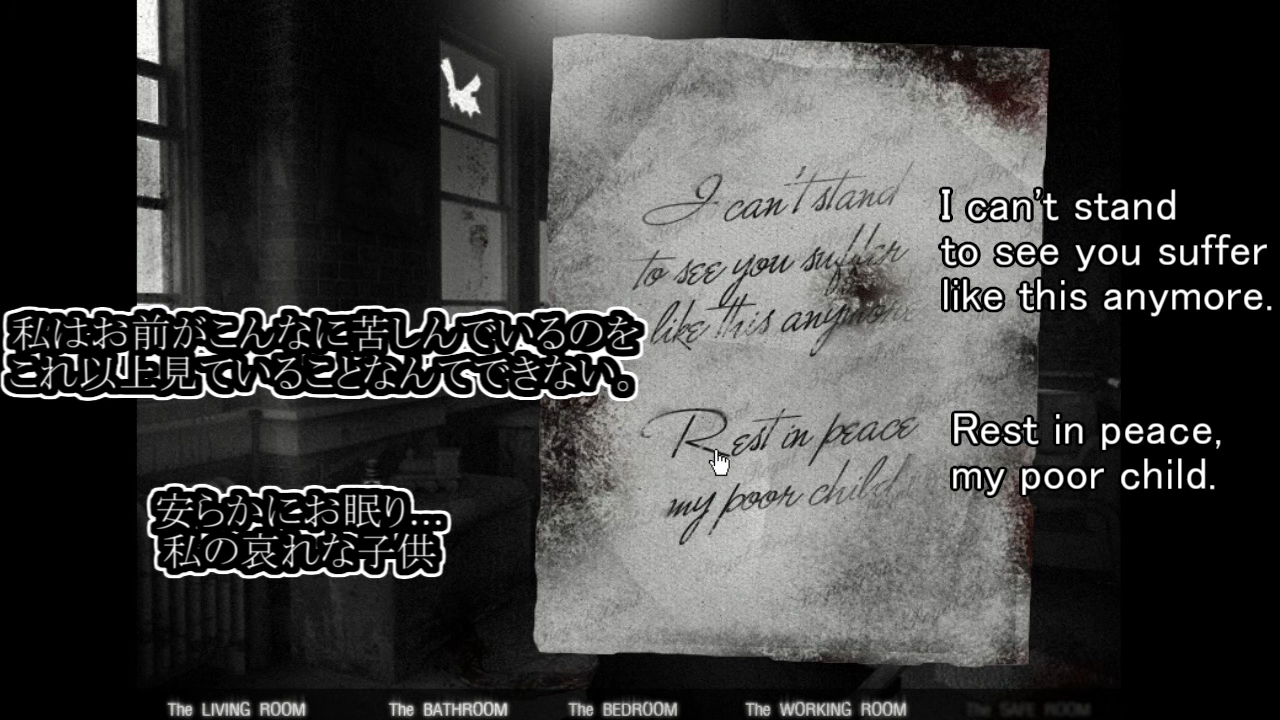 I can't stand
to see you suffer
like this anymore.
Rest in peace
my poor child
I can't stand
to see you suffer
like this anymore.
Rest in peace,
my poor child.
私はお前がこんなに苦しんでいるのを
これ以上見ていることなんてできない。
安らかにお眠り...
私の哀れな子供
The LIVING ROOM
The BATHROOM
The BEDROOM
The WORKING ROOM
The SAFE ROOM